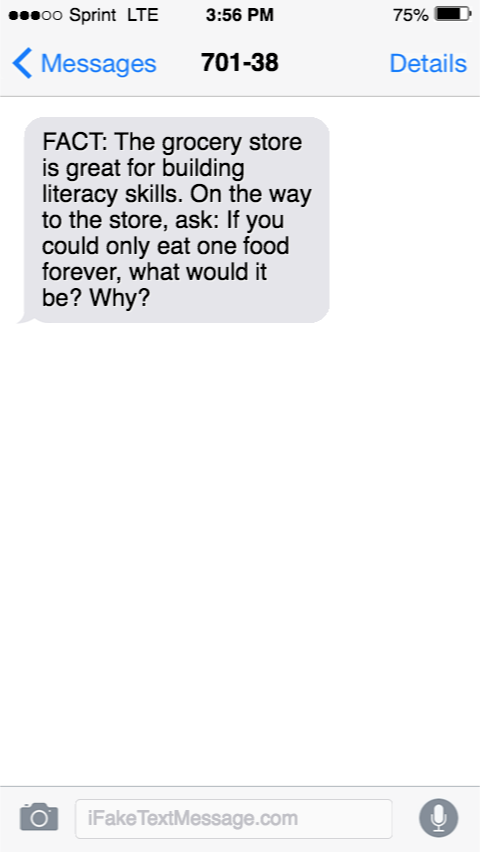 Sprint LTE 3:56 PM 75%
Messages 701-38 Details
FACT: The grocery store
is great for building
literacy skills. On the way
to the store, ask: If you
could only eat one food
forever, what would it
be? Why?
iFakeTextMessage.com